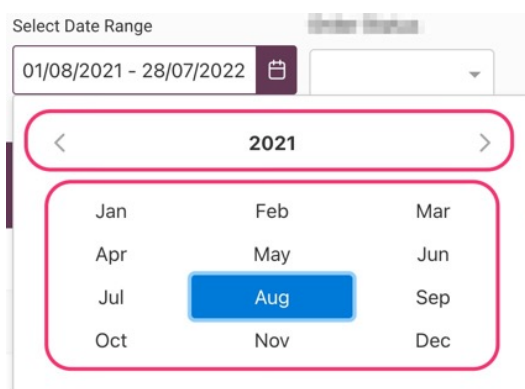 Select Date Range
01/08/2021 - 28/07/2022
2021
Jan Feb Mar
Apr May Jun
Jul Aug Sep
Oct Nov Dec